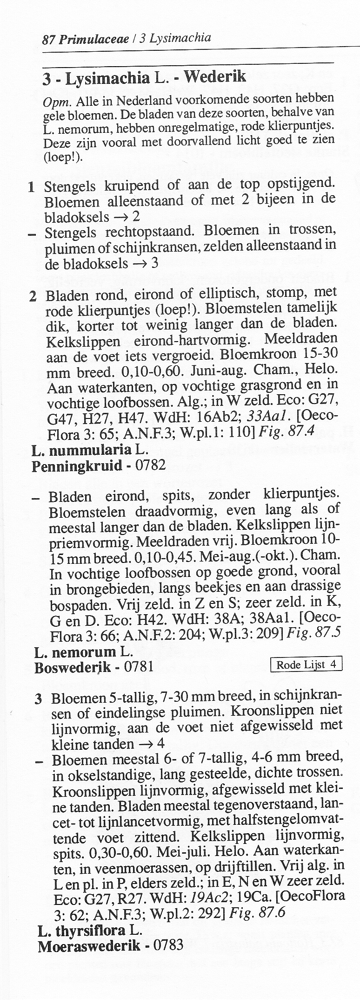 87 Primulaceae / 3 Lysimachia
3 - Lysimachia L. - Wederik
Opm. Alle in Nederland voorkomende soorten hebben
gele bloemen. De bladen van deze soorten, behalve van
L. nemorum, hebben onregelmatige, rode klierpuntjes.
Deze zijn vooral met doorvallend licht goed te zien
(loep!).
1 Stengels kruipend of aan de top opstijgend.
Bloemen alleenstaand of met 2 bijeen in de
bladoksels → 2
– Stengels rechtopstaand. Bloemen in trossen,
pluimen of schijnkransen, zelden alleenstaand in
de bladoksels → 3
2 Bladen rond, eirond of elliptisch, stomp, met
rode klierpuntjes (loep!). Bloemstelen tamelijk
dik, korter tot weinig langer dan de bladen.
Kelkslippen eirond-hartvormig. Meeldraden
aan de voet iets vergroeid. Bloemkroon 15-30
mm breed. 0,10-0,60. Juni-aug. Cham., Helo.
Aan waterkanten, op vochtige grasgrond en in
vochtige loofbossen. Alg.; in W zeld. Eco: G27,
G47, H27, H47. WdH: 16Ab2; 33Aa1. [Oeco-
Flora 3: 65; A.N.F.3; W.pl.1: 110] Fig. 87.4
L. nummularia L.
Penningkruid - 0782
– Bladen eirond, spits, zonder klierpuntjes.
Bloemstelen draadvormig, even lang als of
meestal langer dan de bladen. Kelkslippen lijn-
priemvormig. Meeldraden vrij. Bloemkroon 10-
15 mm breed. 0,10-0,45. Mei-aug.(-okt.). Cham.
In vochtige loofbossen op goede grond, vooral
in brongebieden, langs beekjes en aan drassige
bospaden. Vrij zeld. in Z en S; zeer zeld. in K,
G en D. Eco: H42. WdH: 38A; 38Aa1. [Oeco-
Flora 3: 66; A.N.F.2: 204; W.pl.3: 209] Fig. 87.5
L. nemorum L.
Boswederik - 0781 Rode Lijst 4
3 Bloemen 5-tallig, 7-30 mm breed, in schijnkran-
sen of eindelingse pluimen. Kroonslippen niet
lijnvormig, aan de voet niet afgewisseld met
kleine tanden → 4
– Bloemen meestal 6- of 7-tallig, 4-6 mm breed,
in okselstandige, lang gesteelde, dichte trossen.
Kroonslippen lijnvormig, afgewisseld met klei-
ne tanden. Bladen meestal tegenoverstaand, lan-
cet- tot lijnlancetvormig, met halfstengelomvat-
tende voet zittend. Kelkslippen lijnvormig,
spits. 0,30-0,60. Mei-juli. Helo. Aan waterkan-
ten, in veenmoerassen, op drijftillen. Vrij alg. in
L en pl. in P, elders zeld.; in E, N en W zeer zeld.
Eco: G27, R27. WdH: 19Ac2; 19Ca. [OecoFlora
3: 62; A.N.F.3; W.pl.2: 292] Fig. 87.6
L. thyrsiflora L.
Moeraswederik - 0783